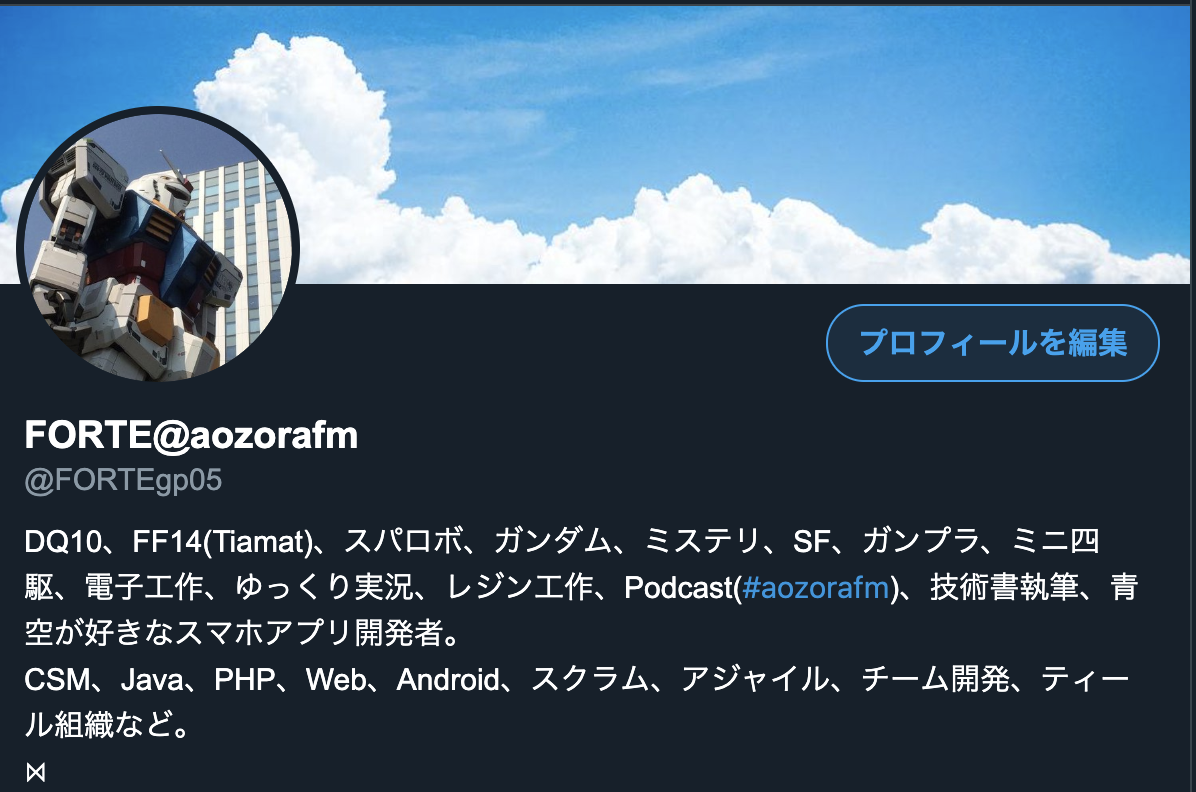 プロフィールを編集
FORTE@aozorafm
@FORTEgp05
DQ10、FF14(Tiamat)、スパロボ、ガンダム、ミステリ、SF、ガンプラ、ミニ四
駆、電子工作、ゆっくり実況、レジン工作、Podcast(#aozorafm)、技術書執筆、青
空が好きなスマホアプリ開発者。
CSM、Java、PHP、Web、Android、スクラム、アジャイル、チーム開発、ティー
ル組織など。
⋈